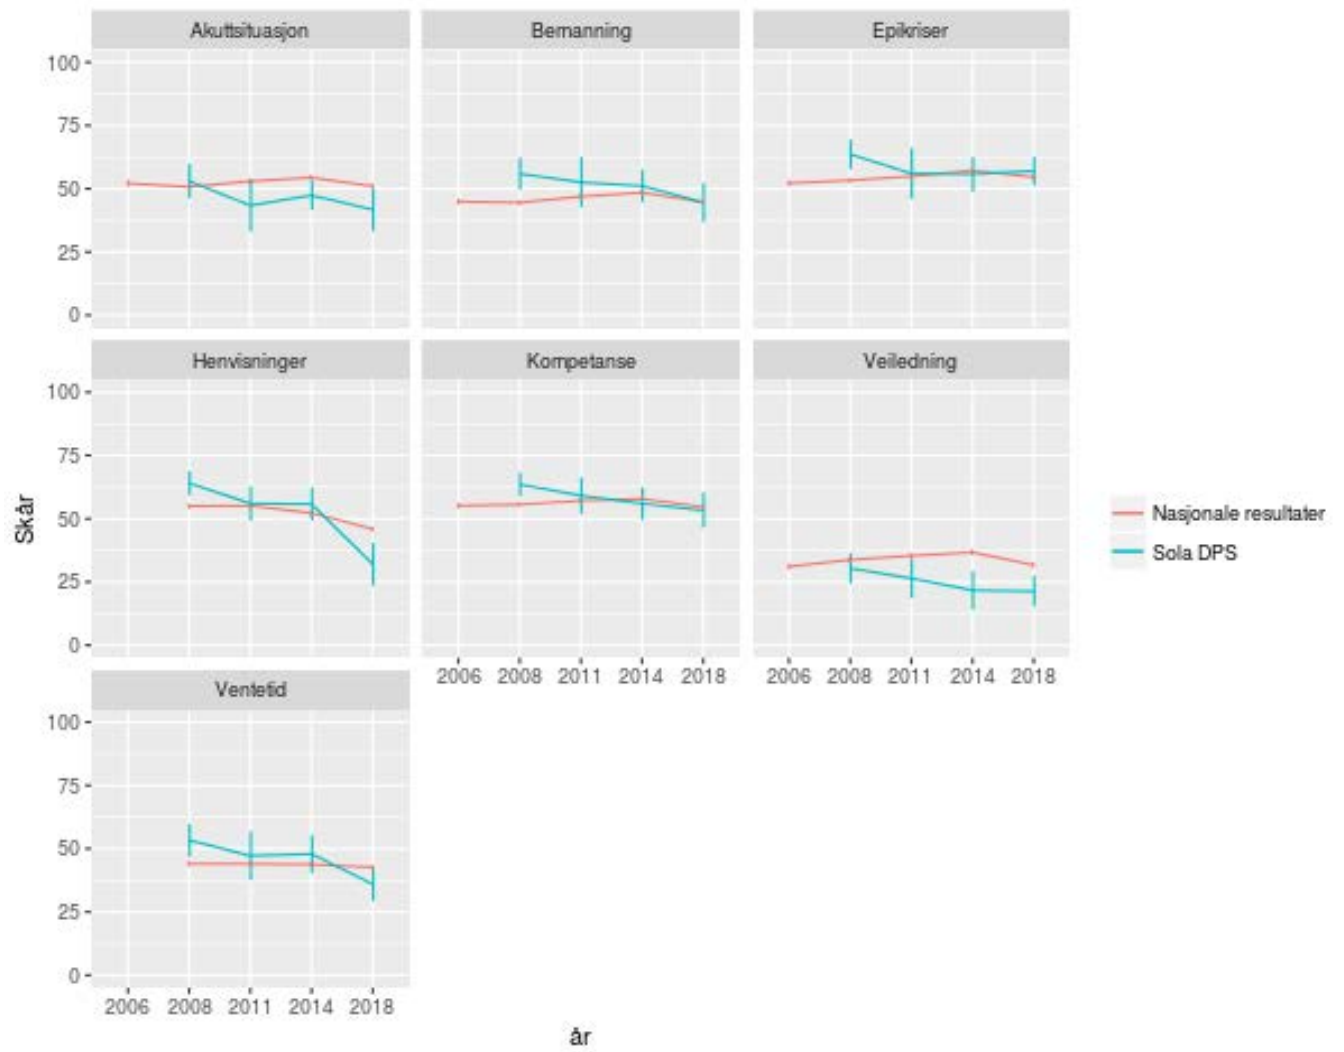 Akuttsituasjon
Bemanning
Epikriser
100
75
50
25
0
Henvisninger
Kompetanse
Veiledning
100
75
50
25
0
Skår
Nasjonale resultater
Sola DPS
2006 2008 2011 2014 2018
2006 2008 2011 2014 2018
Ventetid
100
75
50
25
0
2006 2008 2011 2014 2018
år